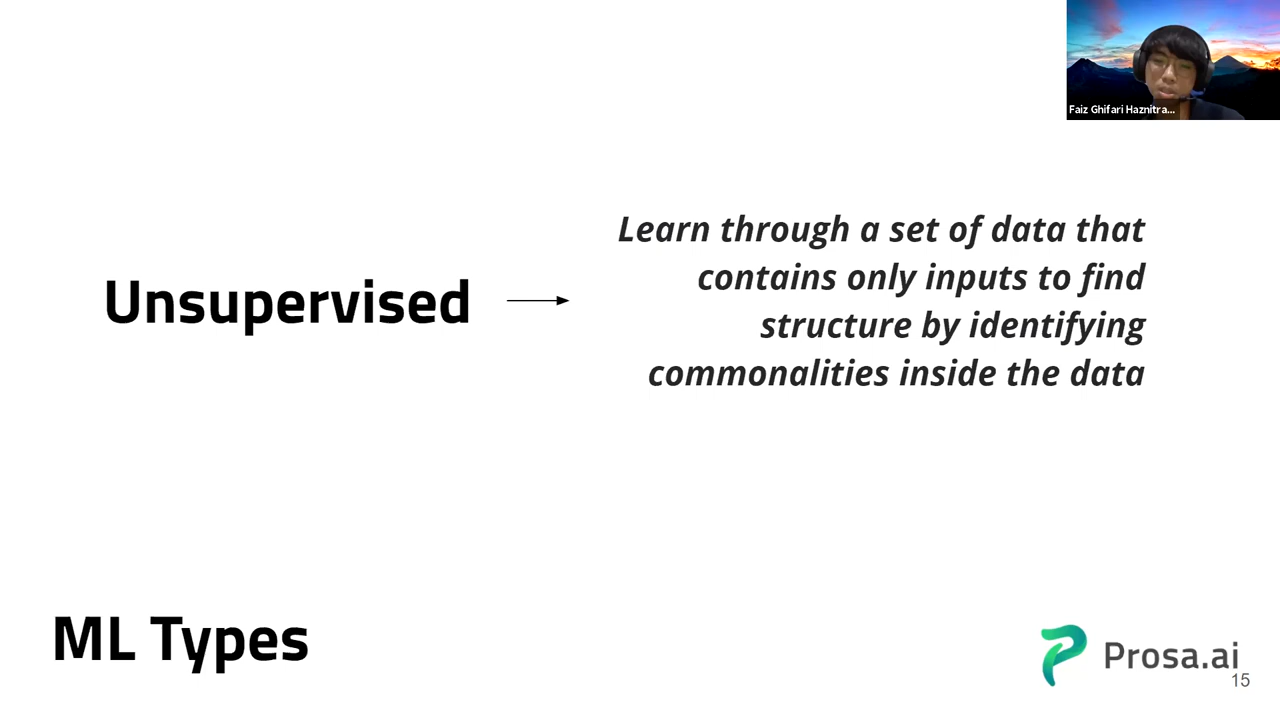 Faiz Ghifari Haznitra...
Learn through a set of data that
contains only inputs to find
structure by identifying
commonalities inside the data
Unsupervised
ML Types
Prosa.ai
15